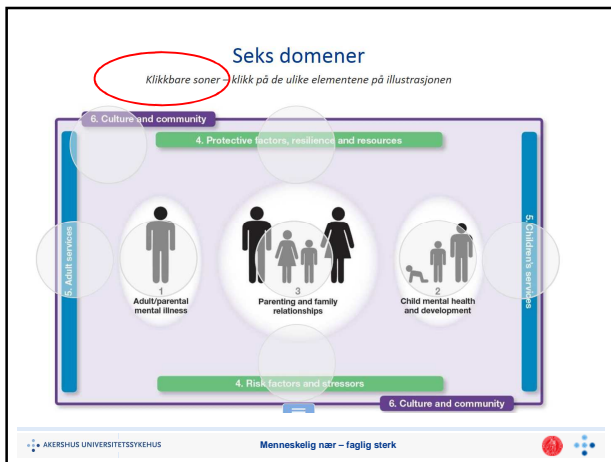 Seks domener
Klikkbare soner – klikk på de ulike elementene på illustrasjonen
6. Culture and community
4. Protective factors, resilience and resources
5. Adult services
5. Children's services
1
Adult/parental
mental illness
3
Parenting and family
relationships
2
Child mental health
and development
4. Risk factors and stressors
6. Culture and community
AKERSHUS UNIVERSITETSSYKEHUS
Menneskelig nær – faglig sterk